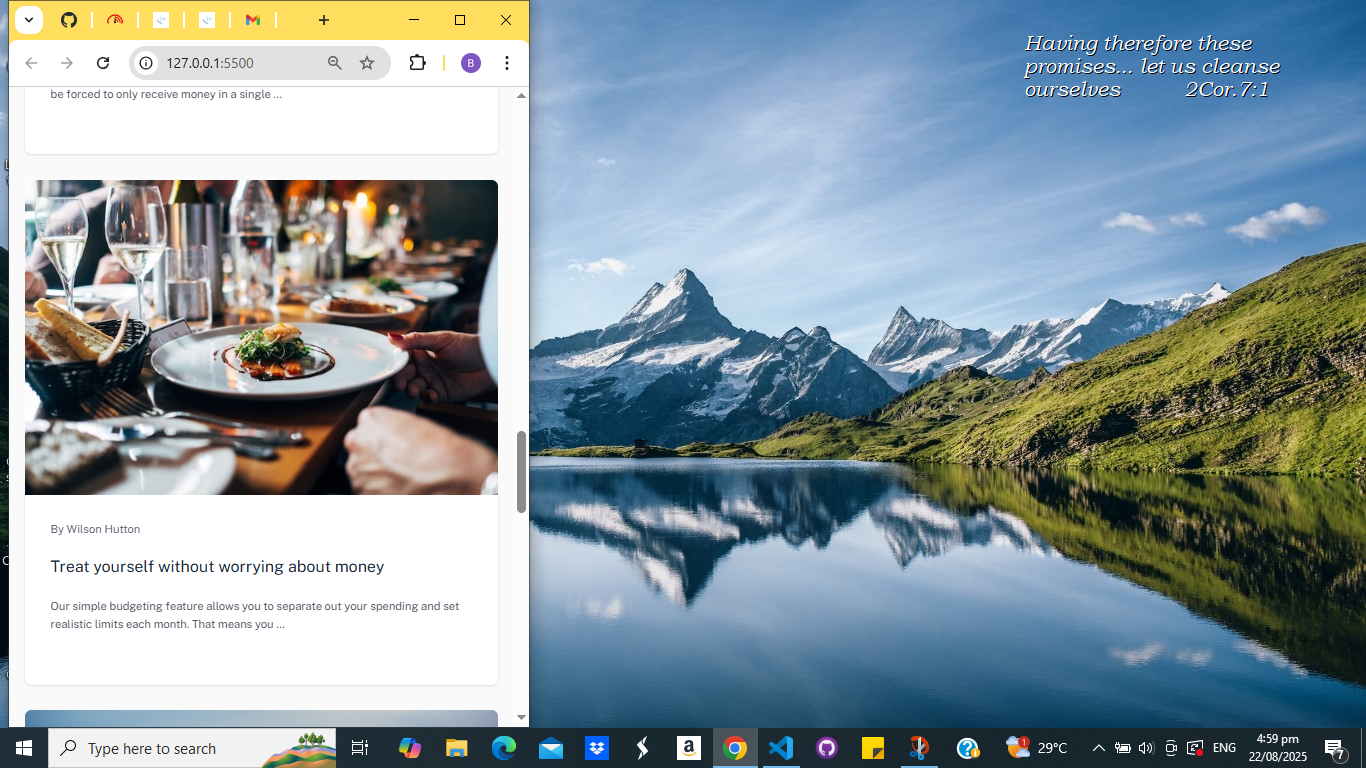 127.0.0.1:5500
B
be forced to only receive money in a single ...
By Wilson Hutton
Treat yourself without worrying about money
Our simple budgeting feature allows you to separate out your spending and set
realistic limits each month. That means you ...
Having therefore these
promises... let us cleanse
ourselves 2Cor.7:1
Type here to search
a
1
29°C
ENG
4:59 pm
22/08/2025
7